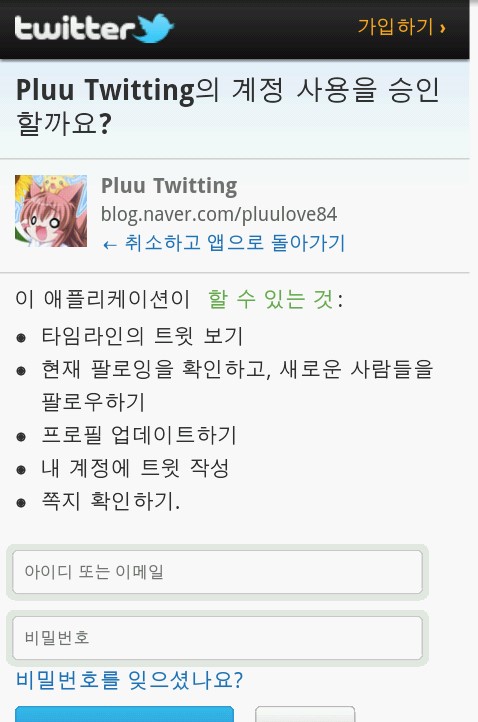 twitter
가입하기 ›
Pluu Twitting의 계정 사용을 승인
할까요?
Pluu Twitting
blog.naver.com/pluulove84
← 취소하고 앱으로 돌아가기
이 애플리케이션이 할 수 있는 것:
• 타임라인의 트윗 보기
• 현재 팔로잉을 확인하고, 새로운 사람들을
팔로우하기
• 프로필 업데이트하기
• 내 계정에 트윗 작성
• 쪽지 확인하기.
아이디 또는 이메일
비밀번호
비밀번호를 잊으셨나요?